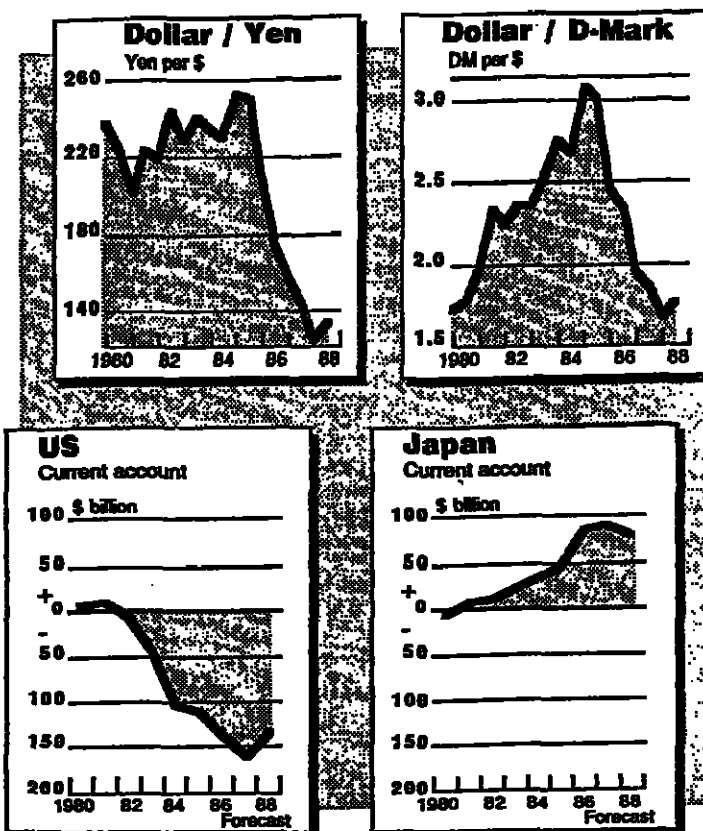 Dollar / Yen
Yen per $
260
220
180
140
1980 82 84 86 88
Dollar / D-Mark
DM per $
3.0
2.5
2.0
1.5
1980 82 84 86 88
US
Current account
$ billion
100
50
+
0
-
50
100
150
200
1980 82 84 86 88
Forecast
Japan
Current account
$ billion
100
50
+
0
-
50
100
150
200
1980 82 84 86 88
Forecast